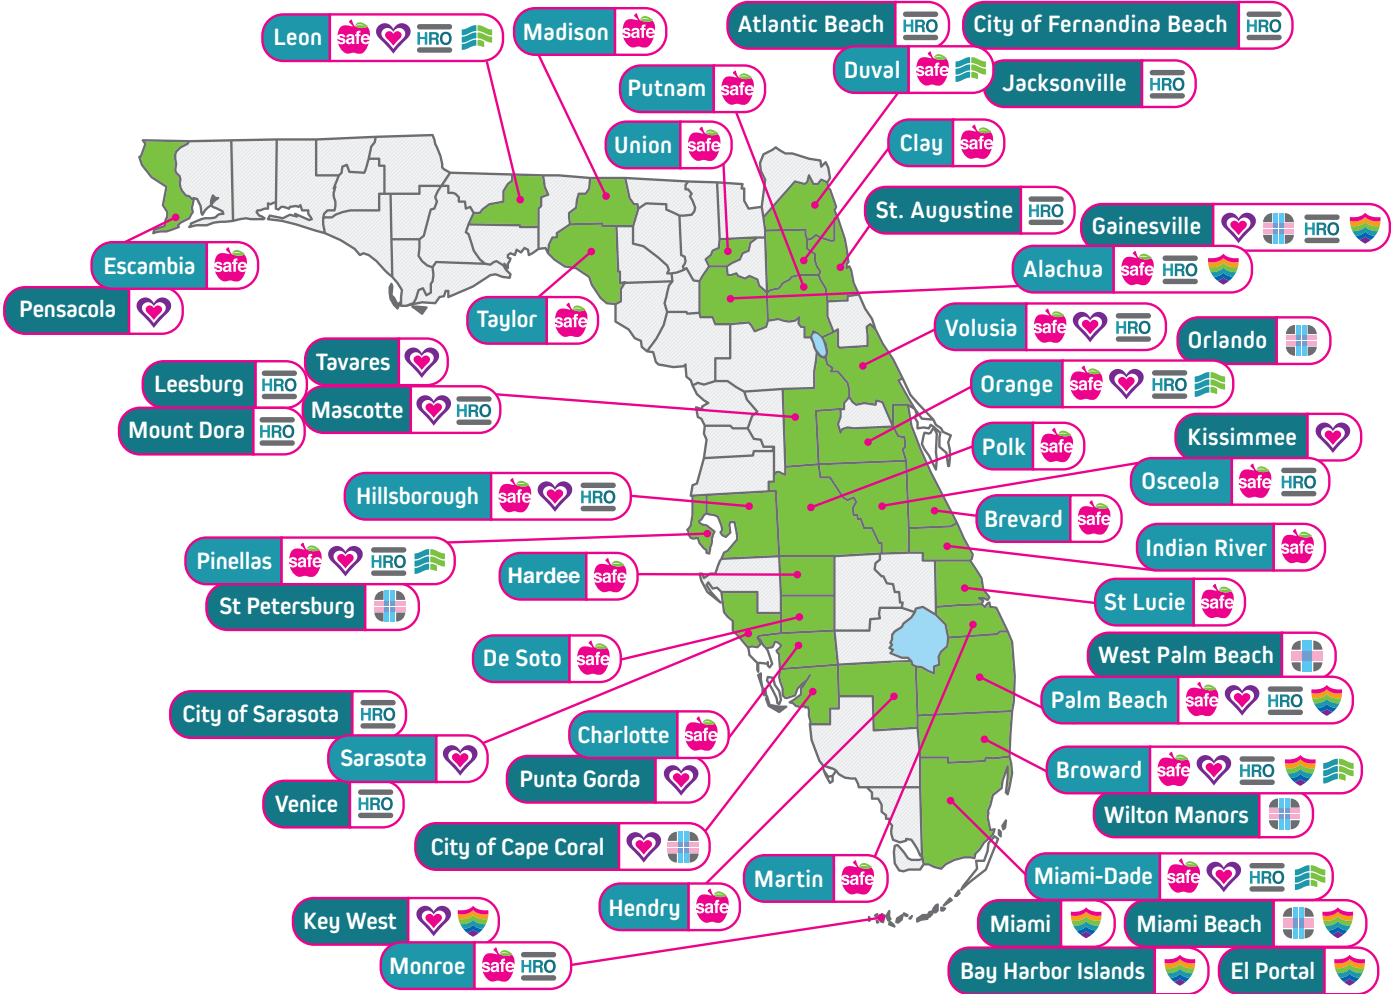 Leon safe HRO
Madison safe
Atlantic Beach HRO
City of Fernandina Beach HRO
Duval safe
Jacksonville HRO
Putnam safe
Union safe
Clay safe
St. Augustine HRO
Gainesville HRO
Alachua safe HRO
Escambia safe
Pensacola
Taylor safe
Volusia safe HRO
Orlando
Tavares
Leesburg HRO
Orange safe HRO
Mascotte HRO
Mount Dora HRO
Polk safe
Kissimmee
Osceola safe HRO
Hillsborough safe HRO
Brevard safe
Indian River safe
Pinellas safe HRO
St Petersburg
Hardee safe
St Lucie safe
De Soto safe
West Palm Beach
Palm Beach safe HRO
City of Sarasota HRO
Sarasota
Venice HRO
Charlotte safe
Punta Gorda
Broward safe HRO
Wilton Manors
City of Cape Coral
Martin safe
Hendry safe
Miami-Dade safe HRO
Key West
Monroe safe HRO
Miami
Miami Beach
Bay Harbor Islands
El Portal